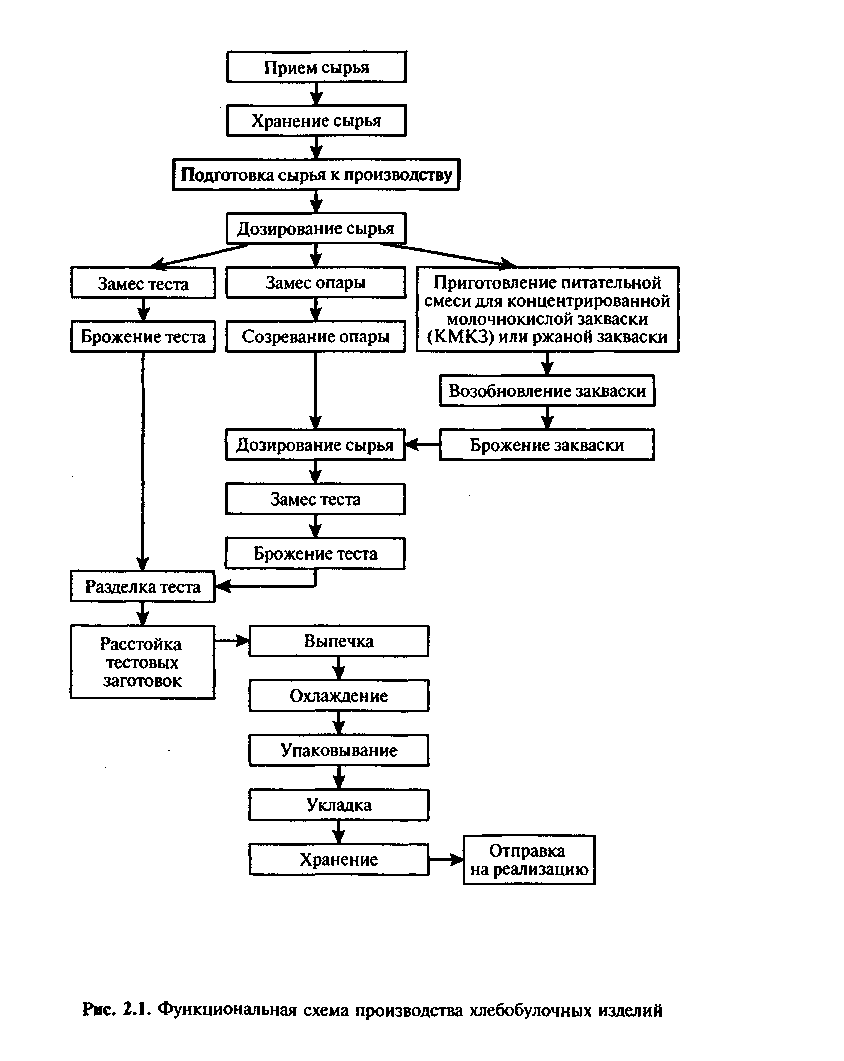 Прием сырья
Хранение сырья
Подготовка сырья к производству
Дозирование сырья
Замес теста
Замес опары
Приготовление питательной
смеси для концентрированной
молочнокислой закваски
(КМКЗ) или ржаной закваски
Брожение теста
Созревание опары
Возобновление закваски
Дозирование сырья
Брожение закваски
Замес теста
Брожение теста
Разделка теста
Расстойка
тестовых
заготовок
Выпечка
Охлаждение
Упаковывание
Укладка
Хранение
Отправка
на реализацию
Рис. 2.1. Функциональная схема производства хлебобулочных изделий